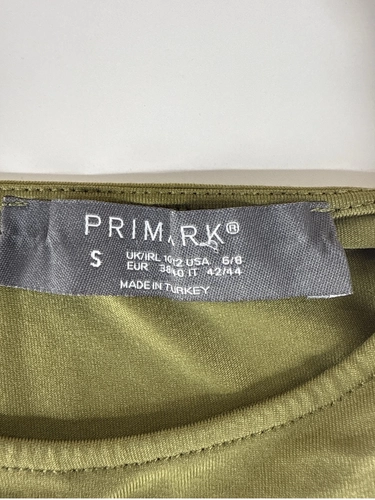 PRIMARK®
S UK/IRL 10/12 USA 6/8
EUR 38/40 IT 42/44
MADE IN TURKEY